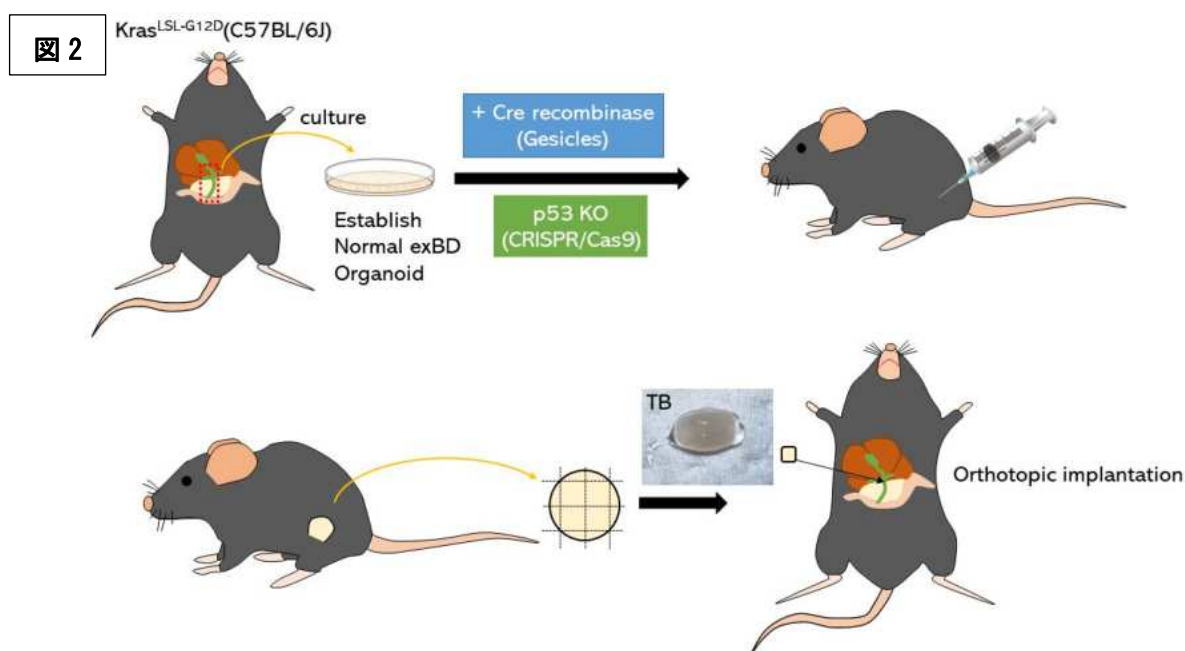 図 2
Kras^LSL-G12D(C57BL/6J)
culture
Establish
Normal exBD
Organoid
+ Cre recombinase
(Gesicles)
p53 KO
(CRISPR/Cas9)
TB
Orthotopic implantation